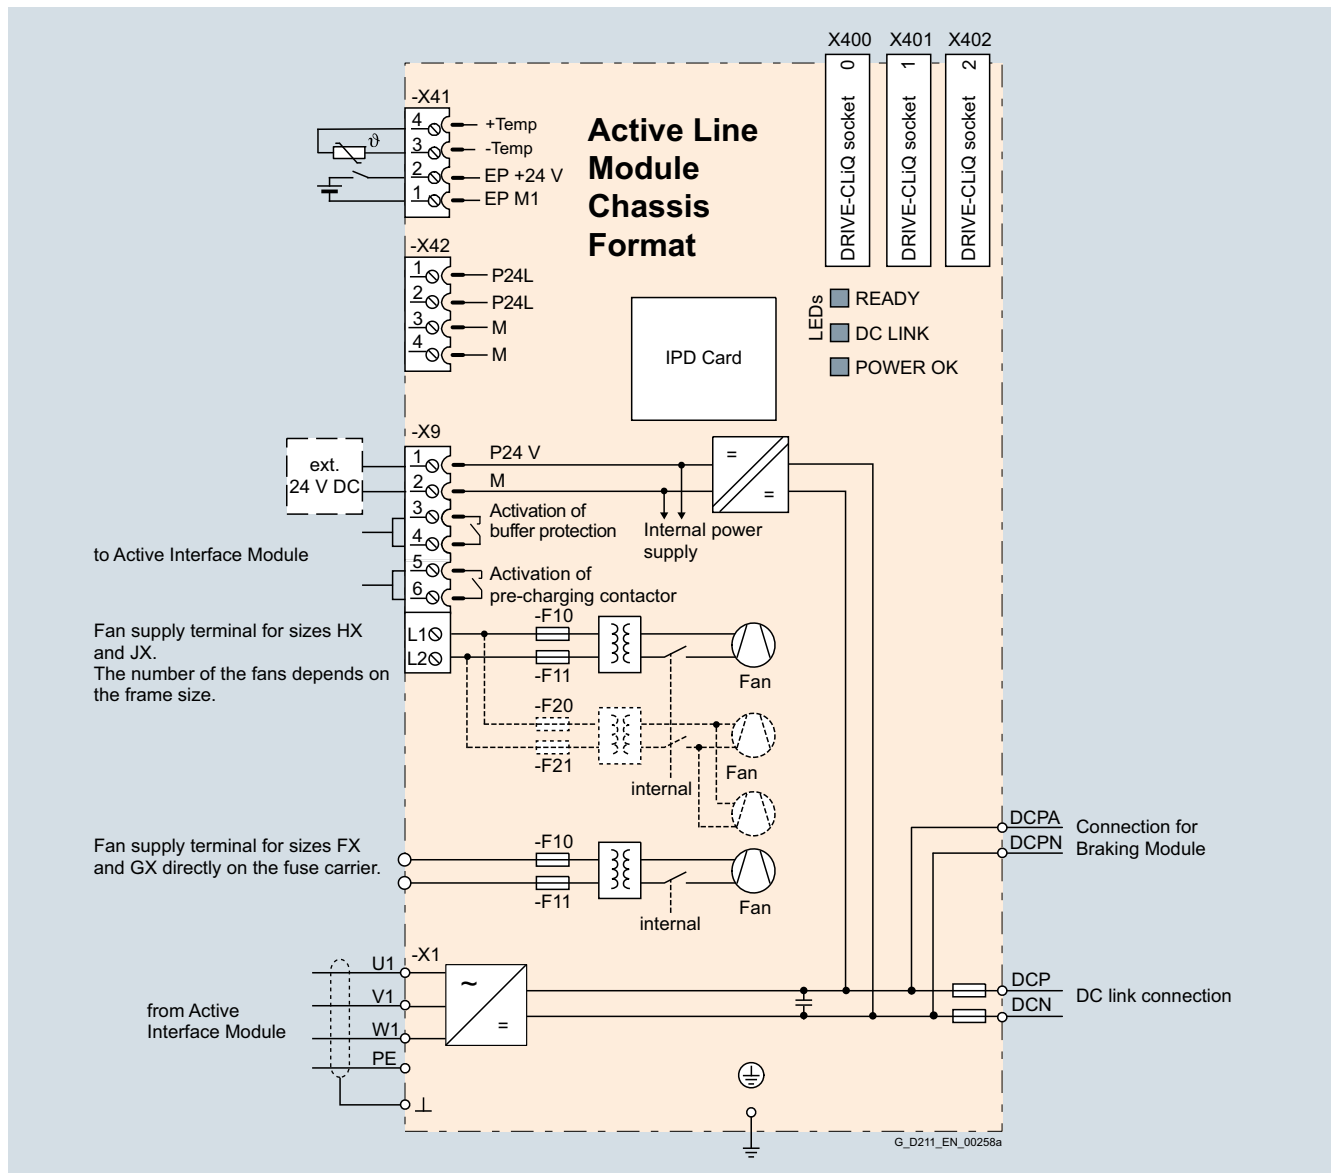 X400 X401 X402
0 1 2
DRIVE-CLiQ socket
DRIVE-CLiQ socket
DRIVE-CLiQ socket
Active Line
Module
Chassis
Format
-X41
4 +Temp
ϑ
3 -Temp
2 EP +24 V
1 EP M1
-X42
1 P24L
2 P24L
3 M
4 M
LEDs
READY
DC LINK
POWER OK
IPD Card
-X9
ext.
24 V DC
1 P24 V
2 M
=
=
3
4
Activation of
buffer protection
Internal power
supply
to Active Interface Module
5
6
Activation of
pre-charging contactor
Fan supply terminal for sizes HX
and JX.
The number of the fans depends on
the frame size.
L1
L2
-F10
-F11
Fan
-F20
-F21
Fan
internal
Fan supply terminal for sizes FX
and GX directly on the fuse carrier.
-F10
-F11
Fan
internal
DCPA
DCPN
Connection for
Braking Module
-X1
U1
V1
W1
PE
~
=
from Active
Interface Module
DCP
DCN
DC link connection
G_D211_EN_00258a